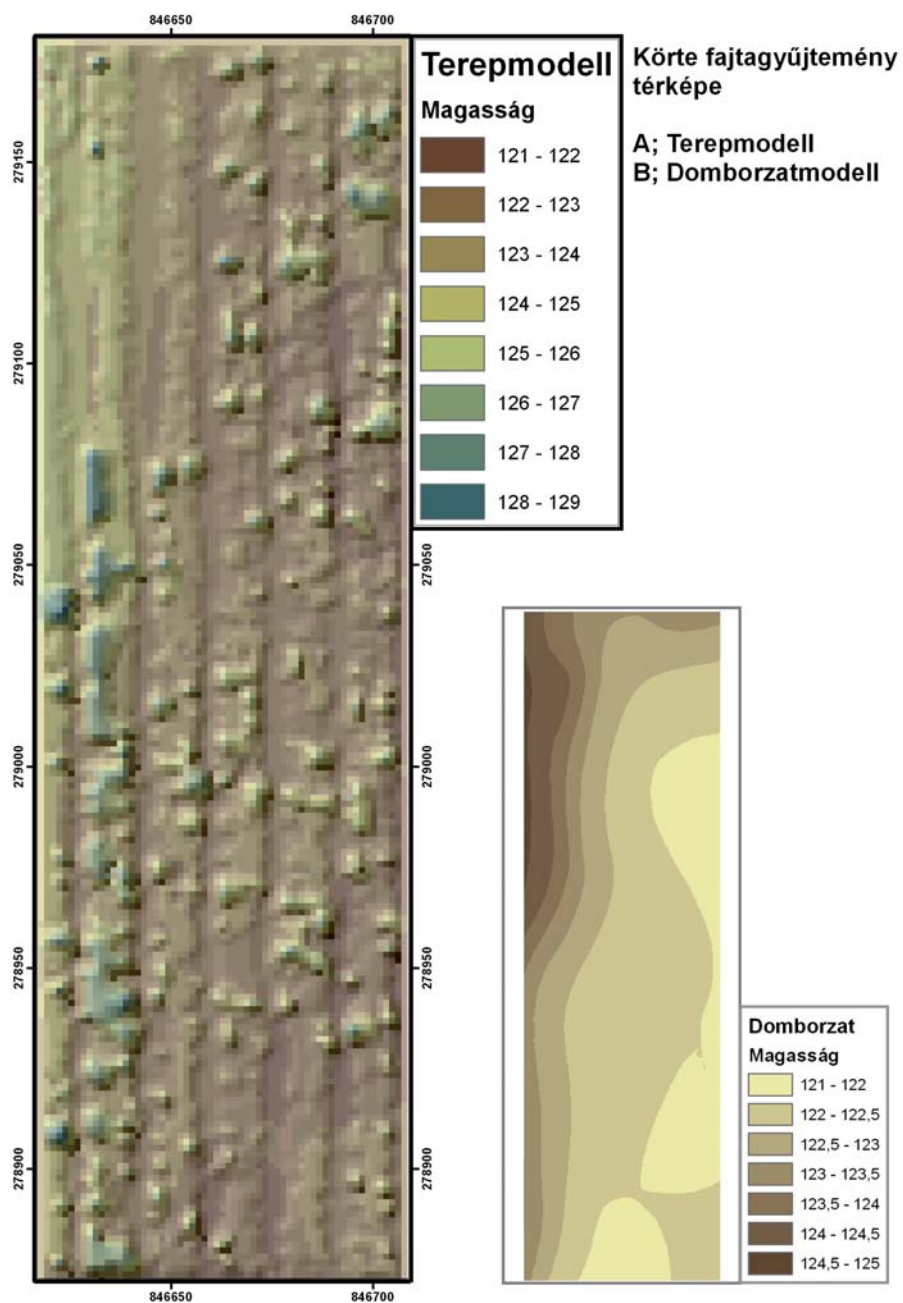 846650
846700
Terepmodell
Magasság
121 - 122
122 - 123
123 - 124
124 - 125
125 - 126
126 - 127
127 - 128
128 - 129
Körte fajtagyűjtemény
térképe
A; Terepmodell
B; Domborzatmodell
279150
279100
279050
279000
278950
278900
279050
279000
278950
278900
846650
846700
Domborzat
Magasság
121 - 122
122 - 122,5
122,5 - 123
123 - 123,5
123,5 - 124
124 - 124,5
124,5 - 125